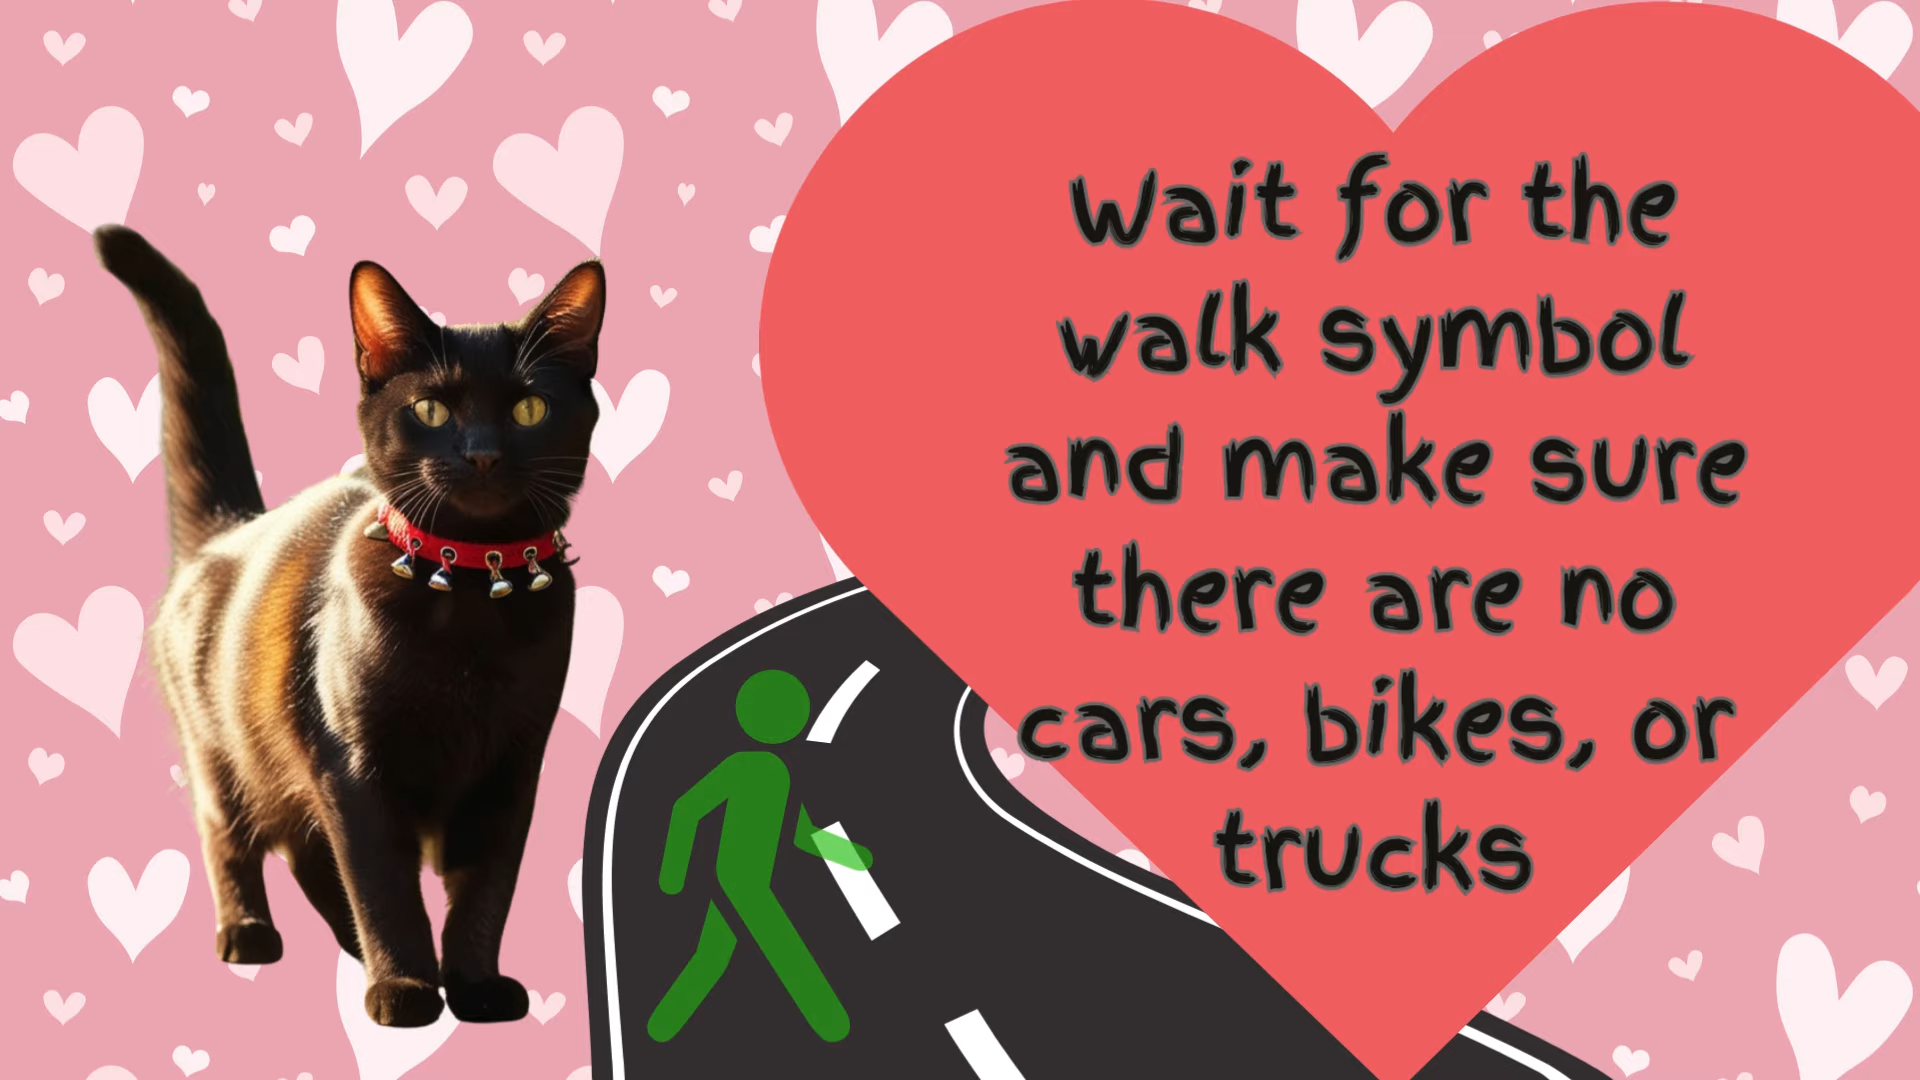 Wait for the
walk symbol
and make sure
there are no
cars, bikes, or
trucks